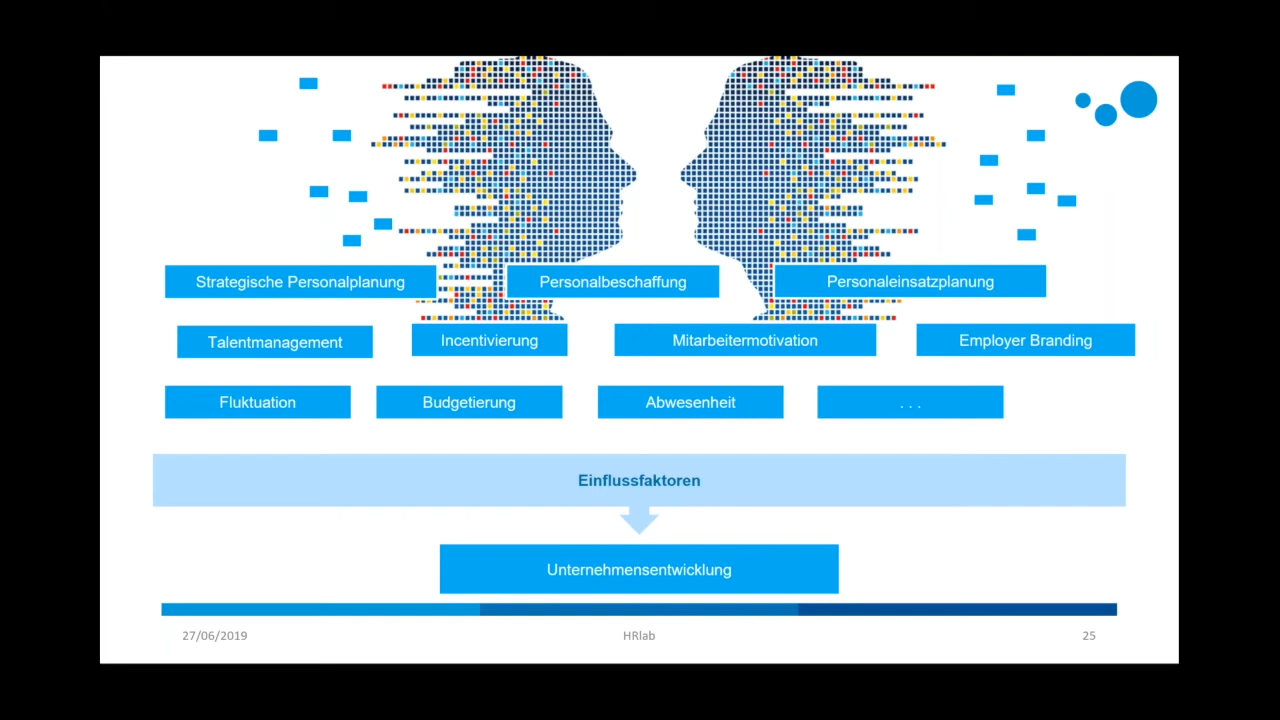 Strategische Personalplanung
Personalbeschaffung
Personaleinsatzplanung
Talentmanagement
Incentivierung
Mitarbeitermotivation
Employer Branding
Fluktuation
Budgetierung
Abwesenheit
. . .
Einflussfaktoren
Unternehmensentwicklung
27/06/2019
HRlab
25